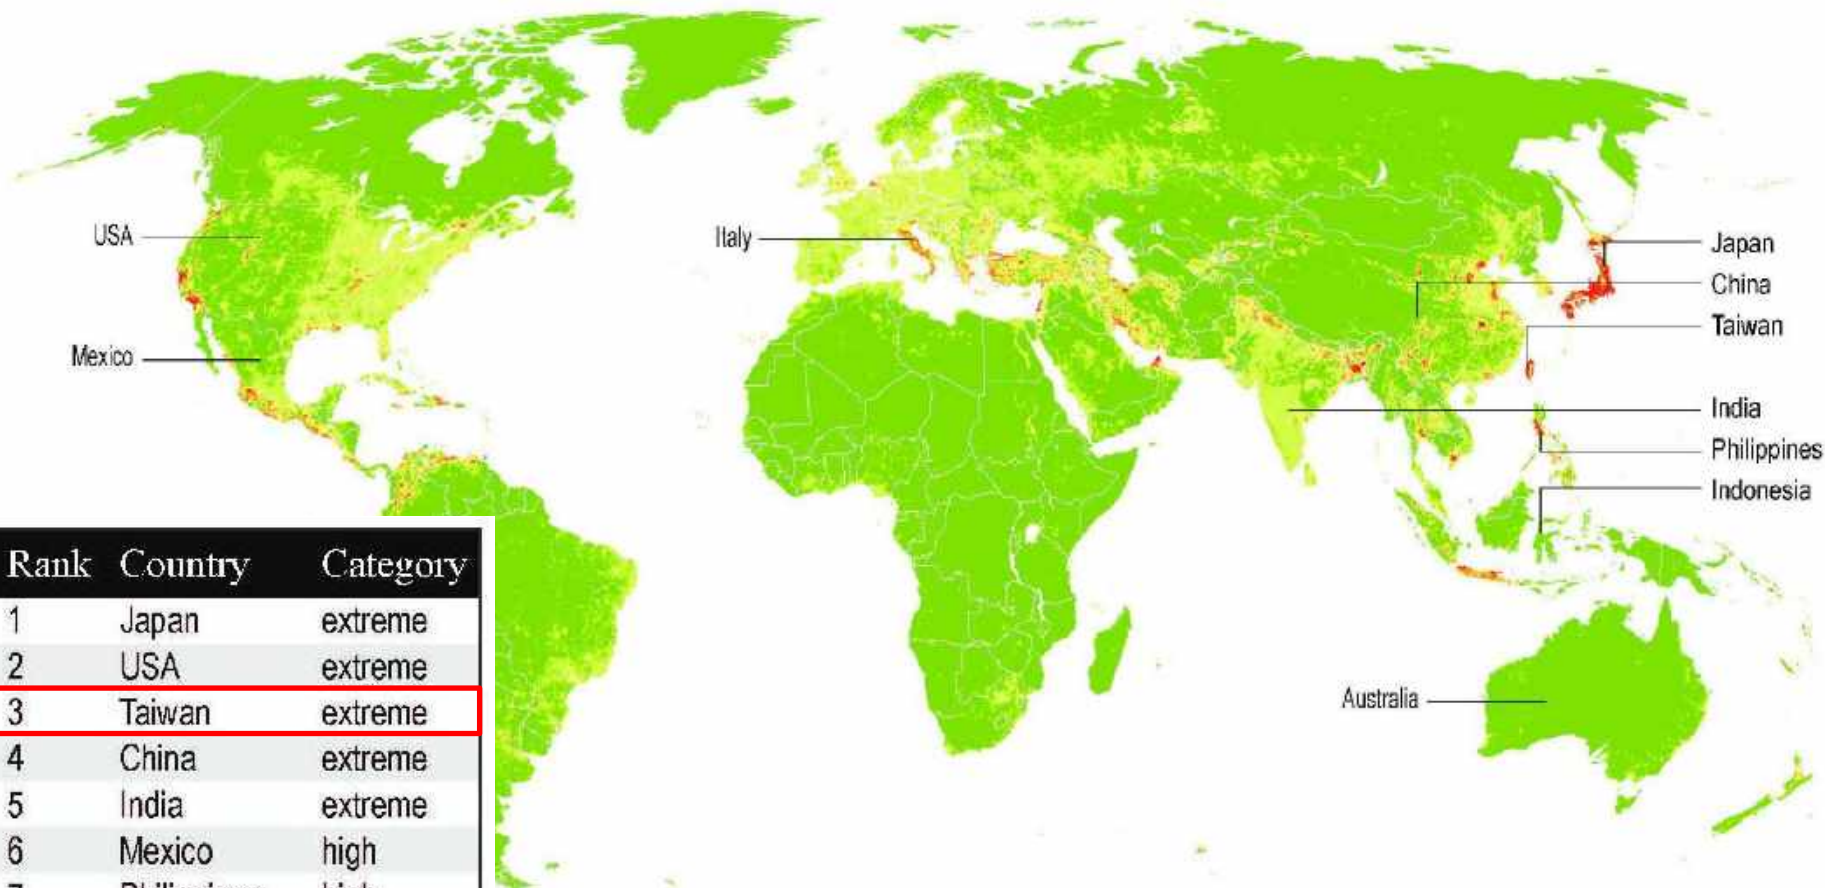 USA
Mexico
Italy
Japan
China
Taiwan
India
Philippines
Indonesia
Australia
Rank Country Category
1 Japan extreme
2 USA extreme
3 Taiwan extreme
4 China extreme
5 India extreme
6 Mexico high